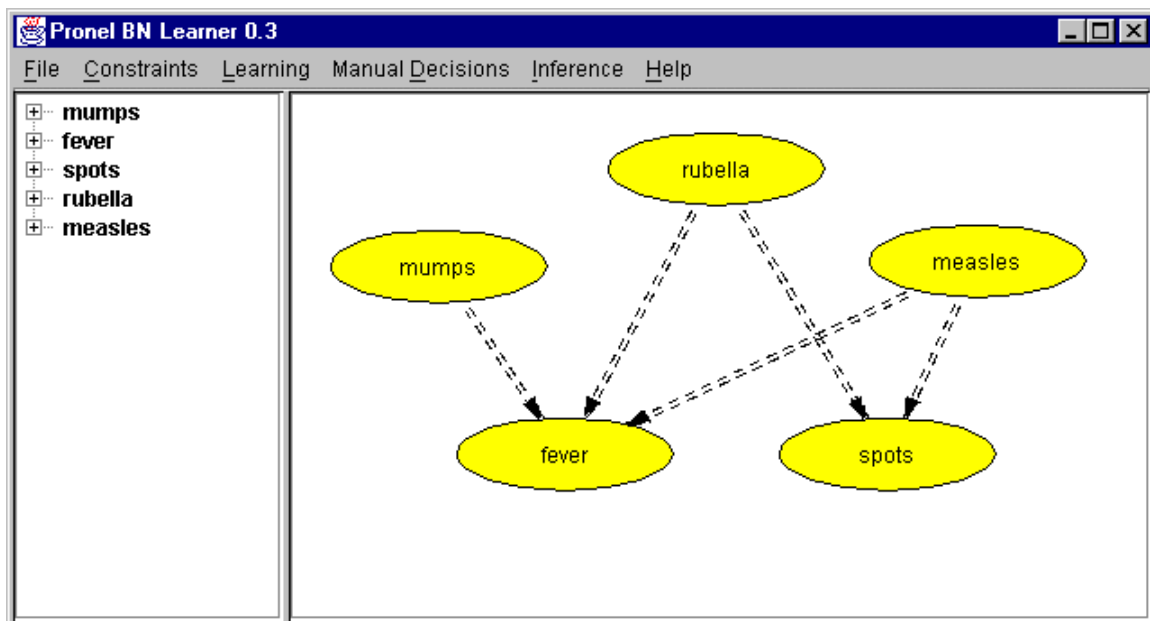 Pronel BN Learner 0.3
File Constraints Learning Manual Decisions Inference Help
mumps
fever
spots
rubella
measles
rubella
mumps
measles
fever
spots